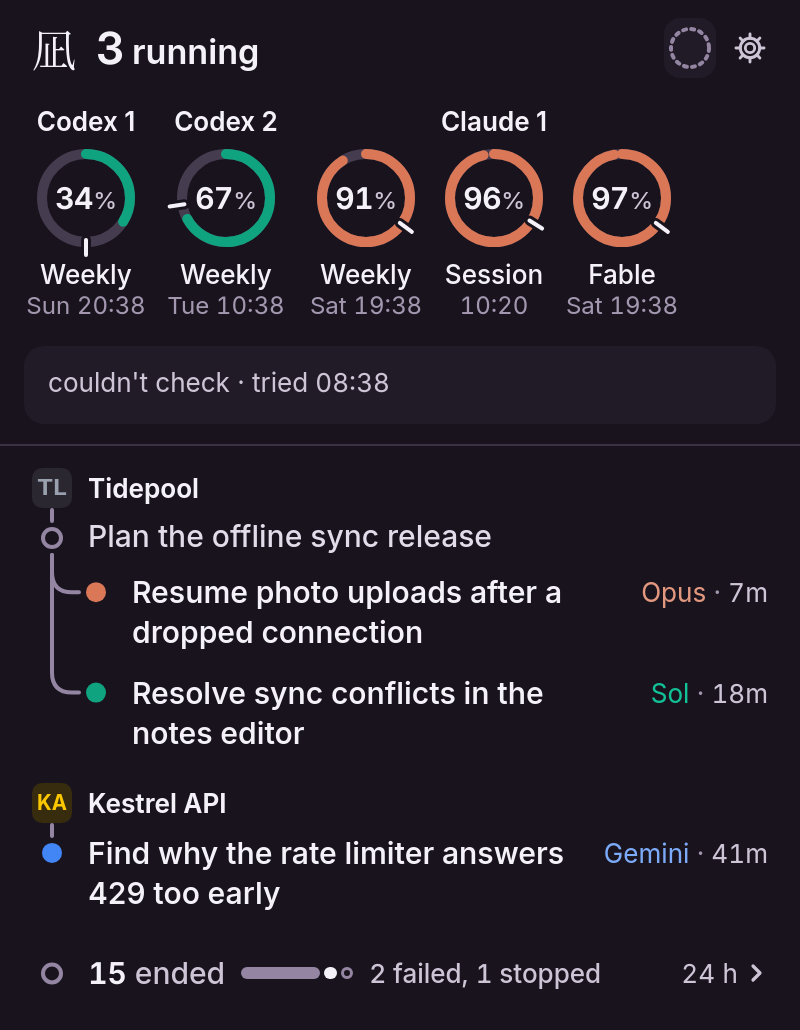 凪 3 running
Codex 1 Codex 2 Claude 1
34% 67% 91% 96% 97%
Weekly Weekly Weekly Session Fable
Sun 20:38 Tue 10:38 Sat 19:38 10:20 Sat 19:38
couldn't check · tried 08:38
TL Tidepool
Plan the offline sync release
Resume photo uploads after a Opus · 7m
dropped connection
Resolve sync conflicts in the Sol · 18m
notes editor
KA Kestrel API
Find why the rate limiter answers Gemini · 41m
429 too early
15 ended 2 failed, 1 stopped 24 h